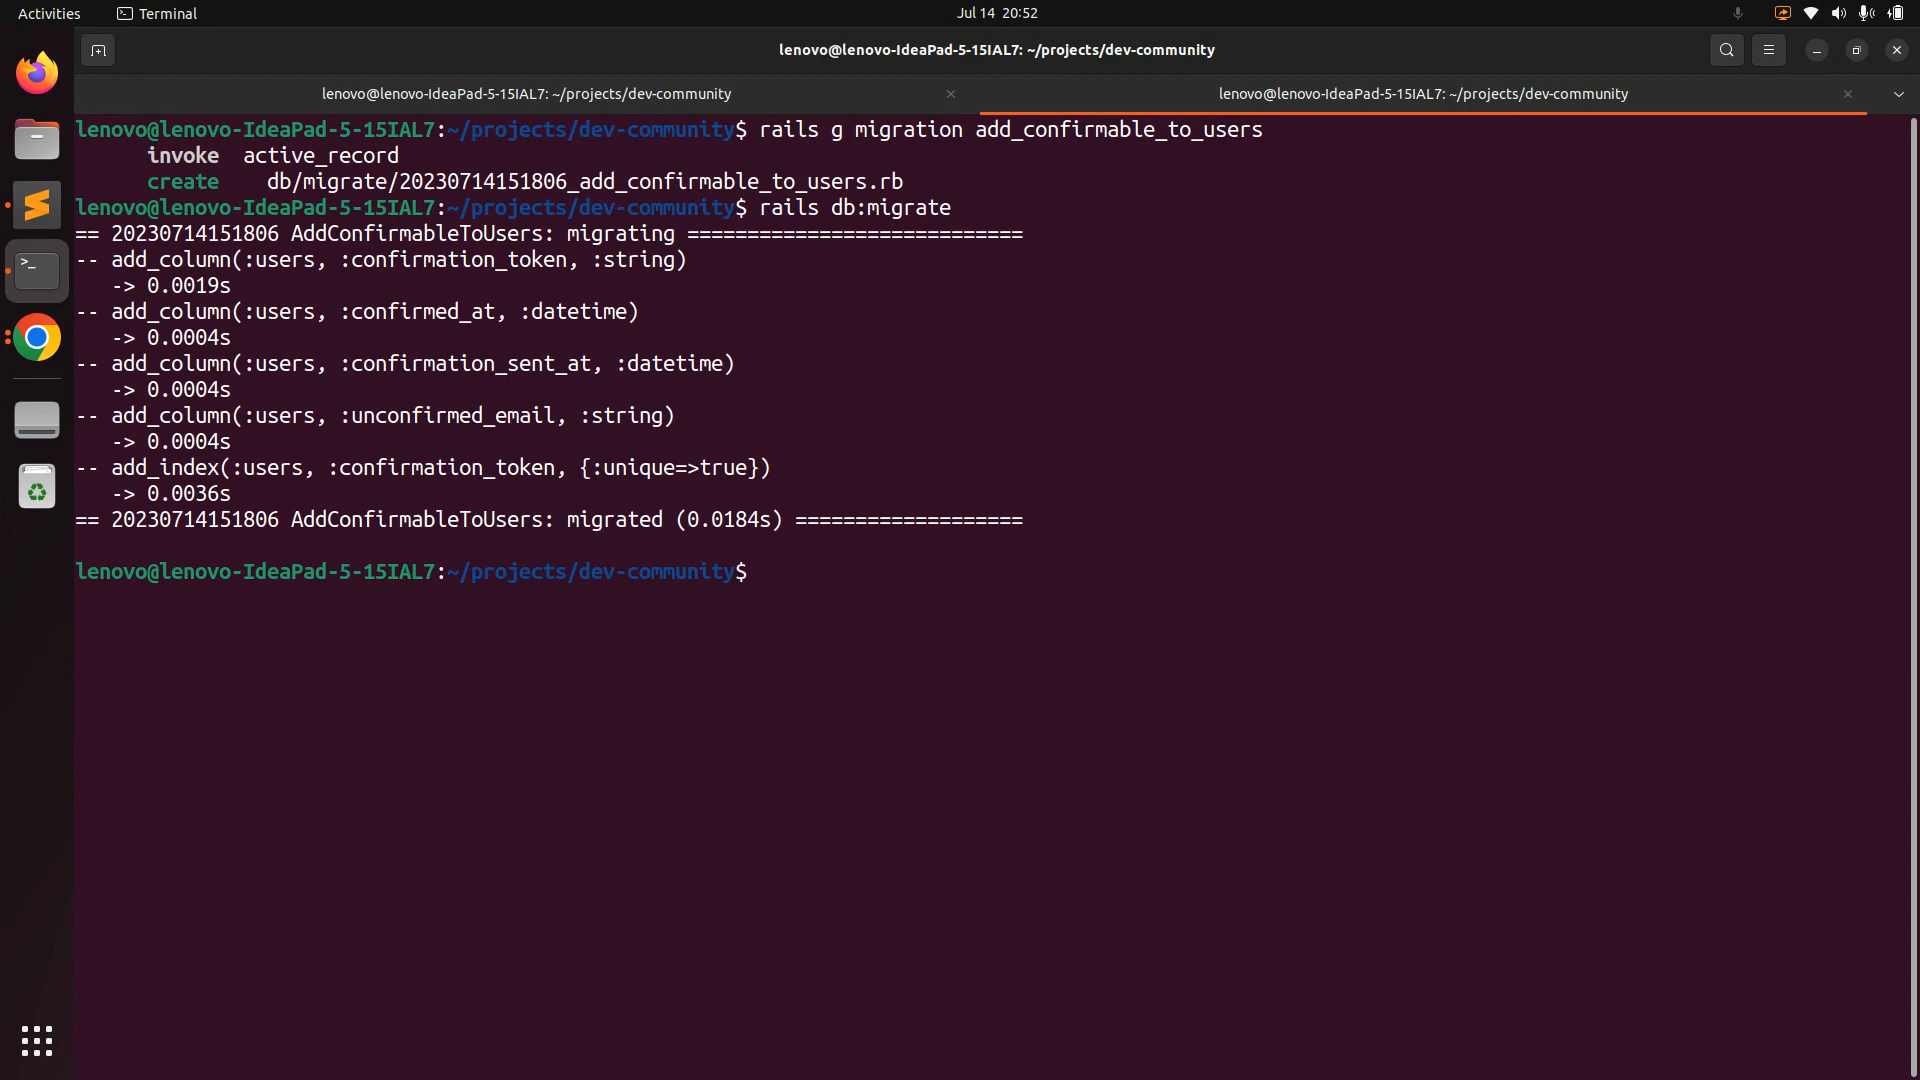 Activities Terminal Jul 14 20:52
lenovo@lenovo-IdeaPad-5-15IAL7: ~/projects/dev-community
lenovo@lenovo-IdeaPad-5-15IAL7: ~/projects/dev-community lenovo@lenovo-IdeaPad-5-15IAL7: ~/projects/dev-community
lenovo@lenovo-IdeaPad-5-15IAL7:~/projects/dev-community$ rails g migration add_confirmable_to_users
      invoke  active_record
      create    db/migrate/20230714151806_add_confirmable_to_users.rb
lenovo@lenovo-IdeaPad-5-15IAL7:~/projects/dev-community$ rails db:migrate
== 20230714151806 AddConfirmableToUsers: migrating ============================
-- add_column(:users, :confirmation_token, :string)
   -> 0.0019s
-- add_column(:users, :confirmed_at, :datetime)
   -> 0.0004s
-- add_column(:users, :confirmation_sent_at, :datetime)
   -> 0.0004s
-- add_column(:users, :unconfirmed_email, :string)
   -> 0.0004s
-- add_index(:users, :confirmation_token, {:unique=>true})
   -> 0.0036s
== 20230714151806 AddConfirmableToUsers: migrated (0.0184s) ===================
lenovo@lenovo-IdeaPad-5-15IAL7:~/projects/dev-community$